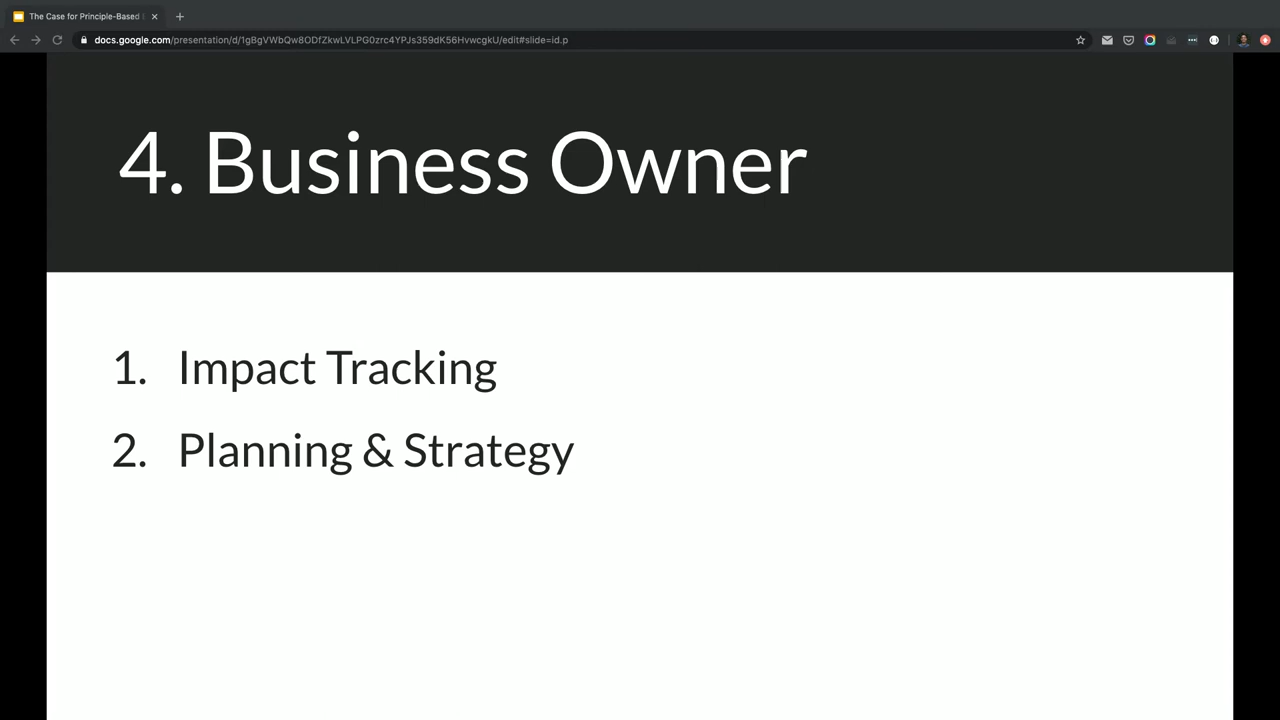 The Case for Principle-Based
docs.google.com/presentation/d/1gBgVWbQw8ODfZkwLVLPG0zrc4YPJs359dK56HvwcgkU/edit#slide=id.p
4. Business Owner
1. Impact Tracking
2. Planning & Strategy